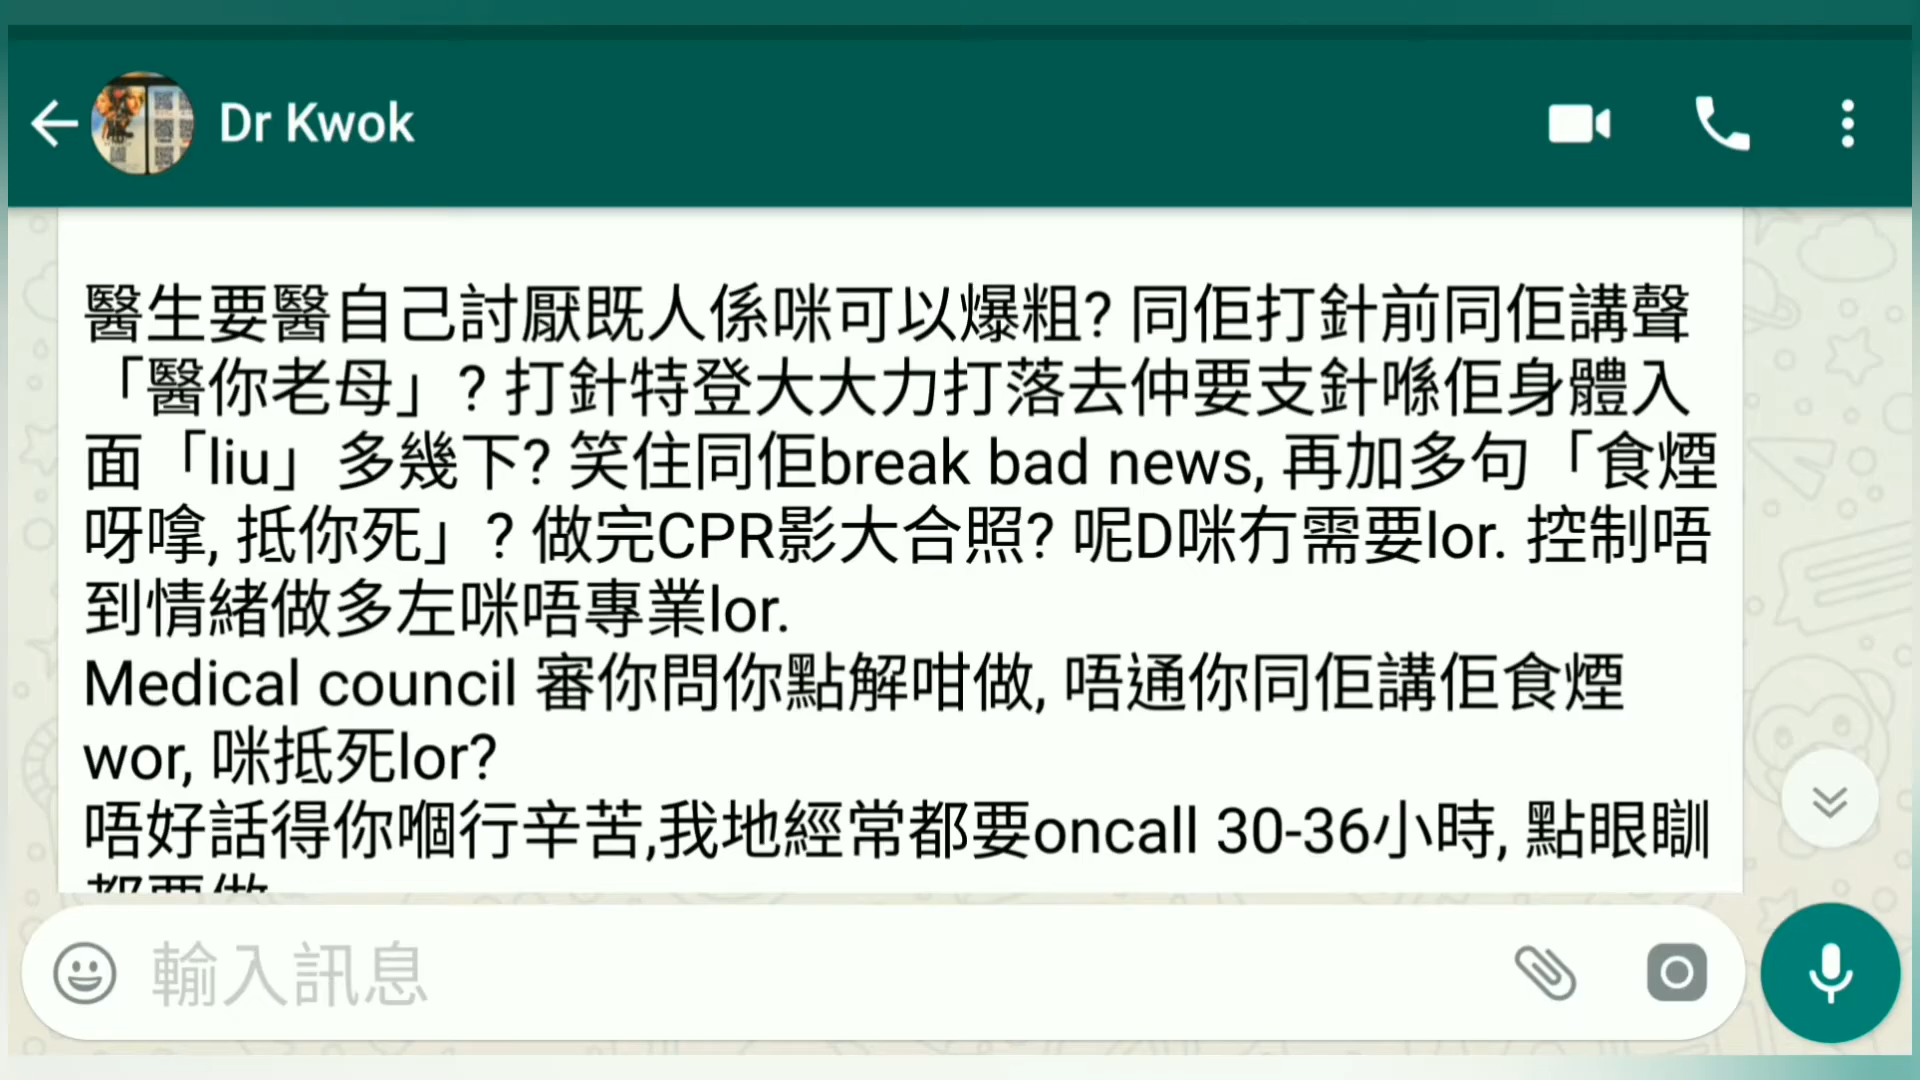 Dr Kwok
醫生要醫自己討厭既人係咪可以爆粗? 同佢打針前同佢講聲
「醫你老母」? 打針特登大大力打落去仲要支針喺佢身體入
面「liu」多幾下? 笑住同佢break bad news, 再加多句「食煙
呀嗱, 抵你死」? 做完CPR影大合照? 呢D咪冇需要lor. 控制唔
到情緒做多左咪唔專業lor.
Medical council 審你問你點解咁做, 唔通你同佢講佢食煙
wor, 咪抵死lor?
唔好話得你嗰行辛苦,我地經常都要oncall 30-36小時, 點眼瞓
都要做
輸入訊息